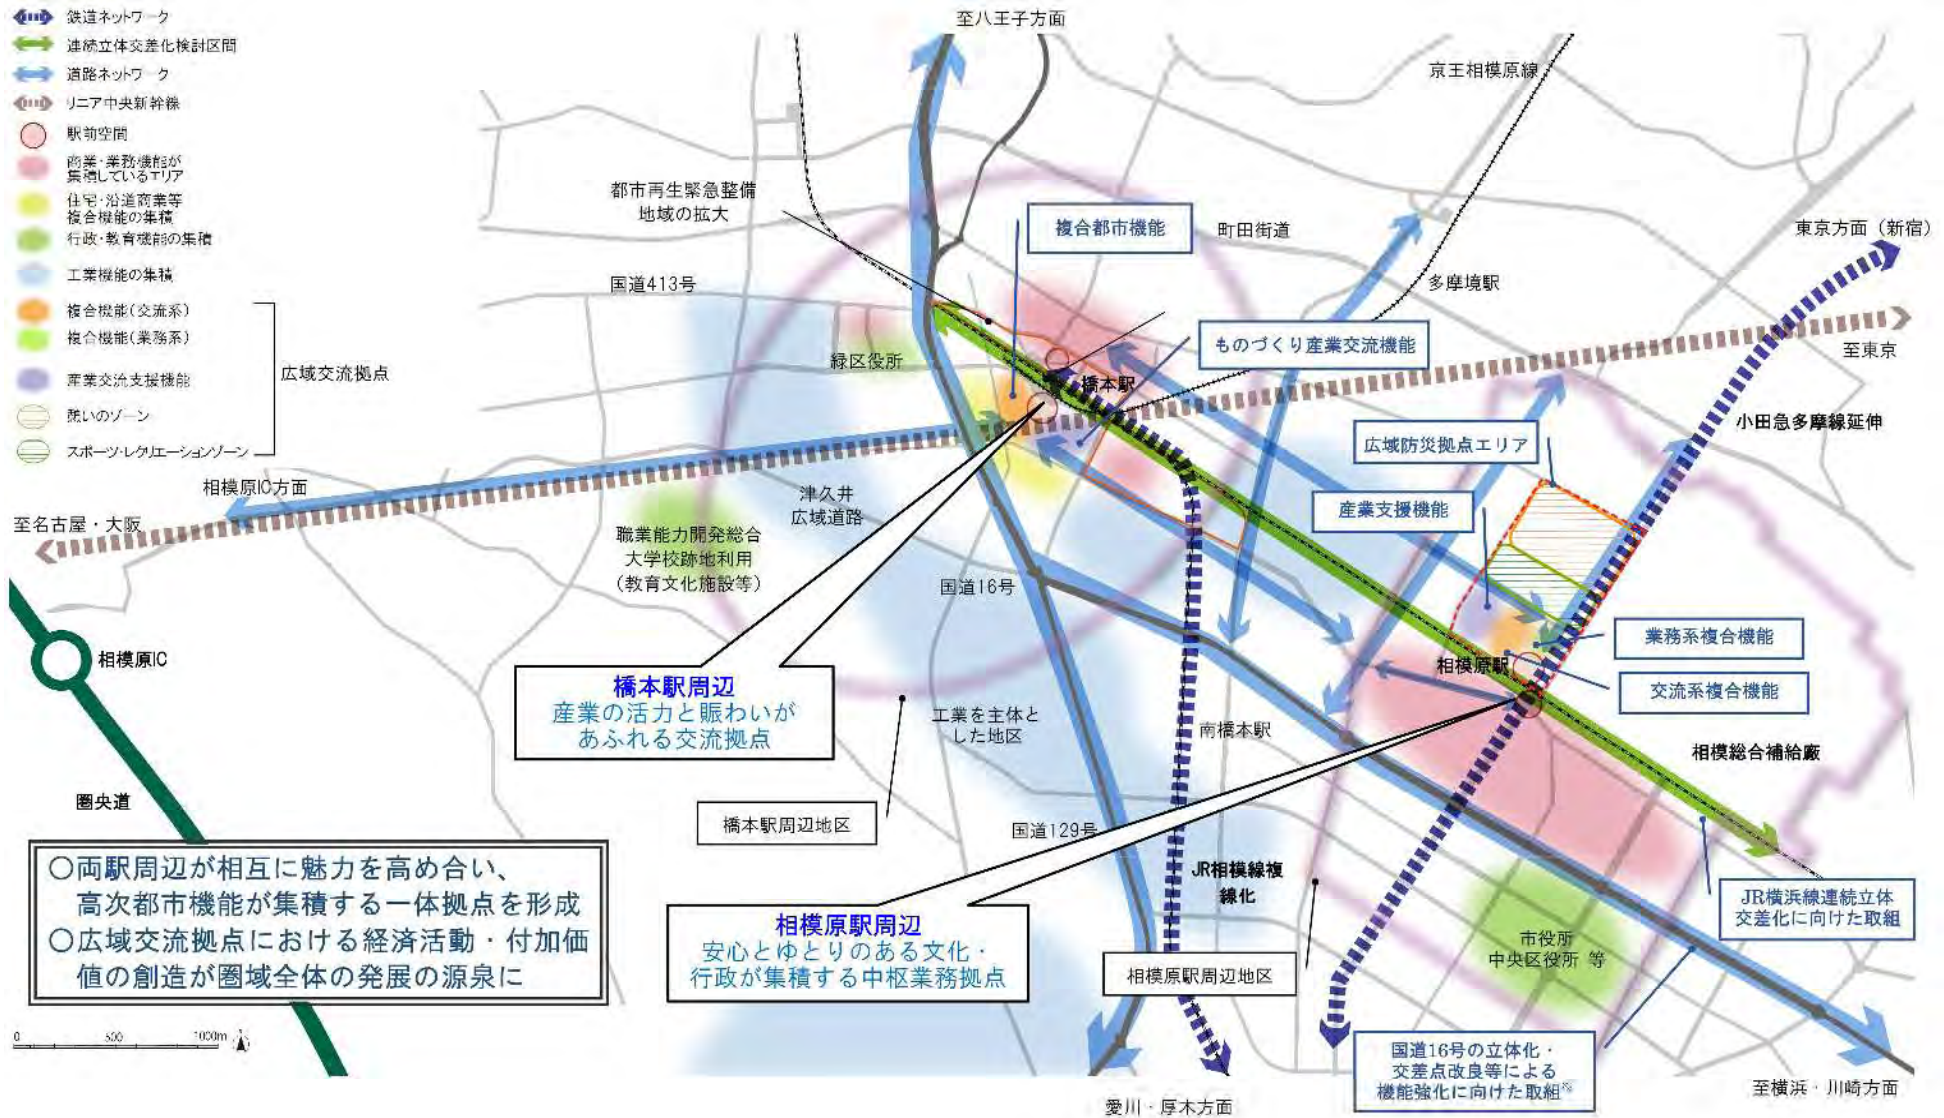 鉄道ネットワーク
連続立体交差化検討区間
道路ネットワーク
リニア中央新幹線
駅前空間
商業・業務機能が
集積しているエリア
住宅・沿道商業等
複合機能の集積
行政・教育機能の集積
工業機能の集積
複合機能(交流系)
複合機能(業務系)
産業交流支援機能
憩いのゾーン
スポーツ・レクリエーションゾーン
広域交流拠点
至八王子方面
京王相模原線
都市再生緊急整備
地域の拡大
複合都市機能
町田街道
東京方面(新宿)
国道413号
多摩境駅
緑区役所
ものづくり産業交流機能
至東京
橋本駅
小田急多摩線延伸
広域防災拠点エリア
相模原IC方面
津久井
広域道路
産業支援機能
至名古屋・大阪
職業能力開発総合
大学校跡地利用
(教育文化施設等)
国道16号
業務系複合機能
相模原IC
相模原駅
交流系複合機能
橋本駅周辺
産業の活力と賑わいが
あふれる交流拠点
工業を主体と
した地区
南橋本駅
相模総合補給廠
圏央道
橋本駅周辺地区
国道129号
JR相模線複
線化
○両駅周辺が相互に魅力を高め合い、
高次都市機能が集積する一体拠点を形成
○広域交流拠点における経済活動・付加価
値の創造が圏域全体の発展の源泉に
JR横浜線連続立体
交差化に向けた取組
相模原駅周辺
安心とゆとりのある文化・
行政が集積する中枢業務拠点
市役所
中央区役所 等
相模原駅周辺地区
0 500 1000m
国道16号の立体化・
交差点改良等による
機能強化に向けた取組※
至横浜・川崎方面
愛川・厚木方面